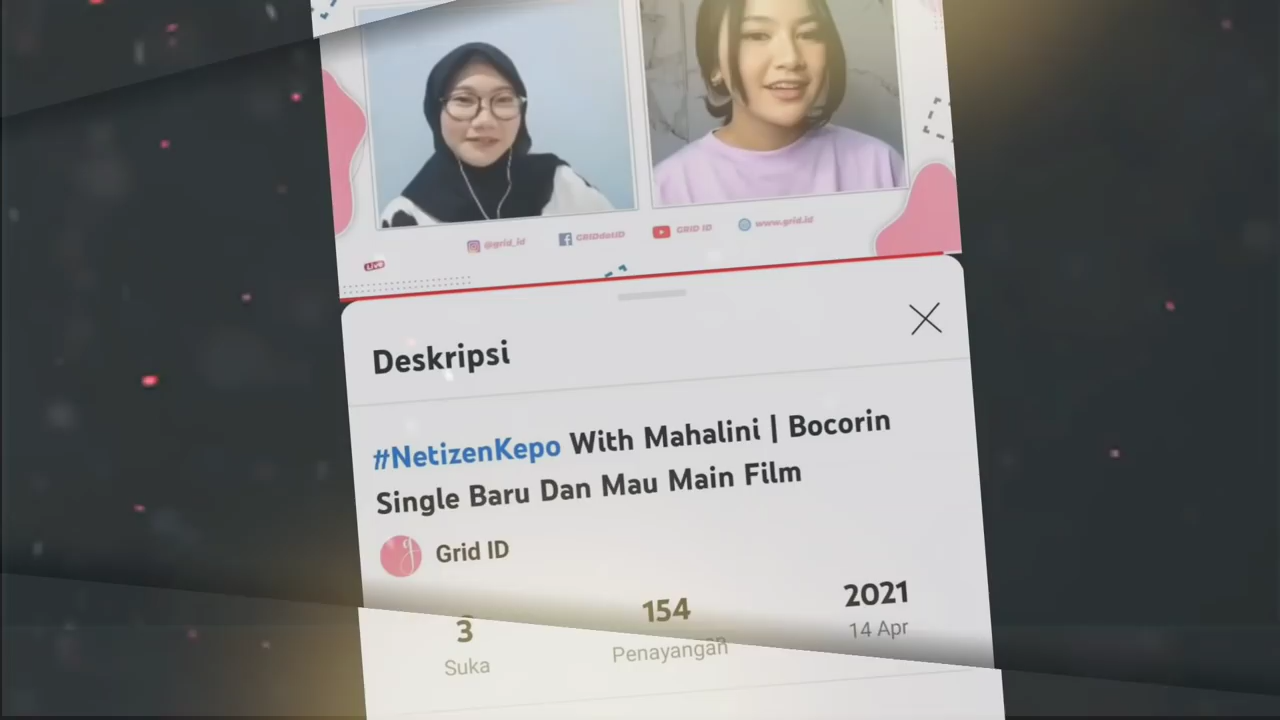 @grid_id
GRIDdotID
GRID ID
www.grid.id
LIVE
Deskripsi
#NetizenKepo With Mahalini | Bocorin
Single Baru Dan Mau Main Film
Grid ID
3
154
2021
Suka
Penayangan
14 Apr